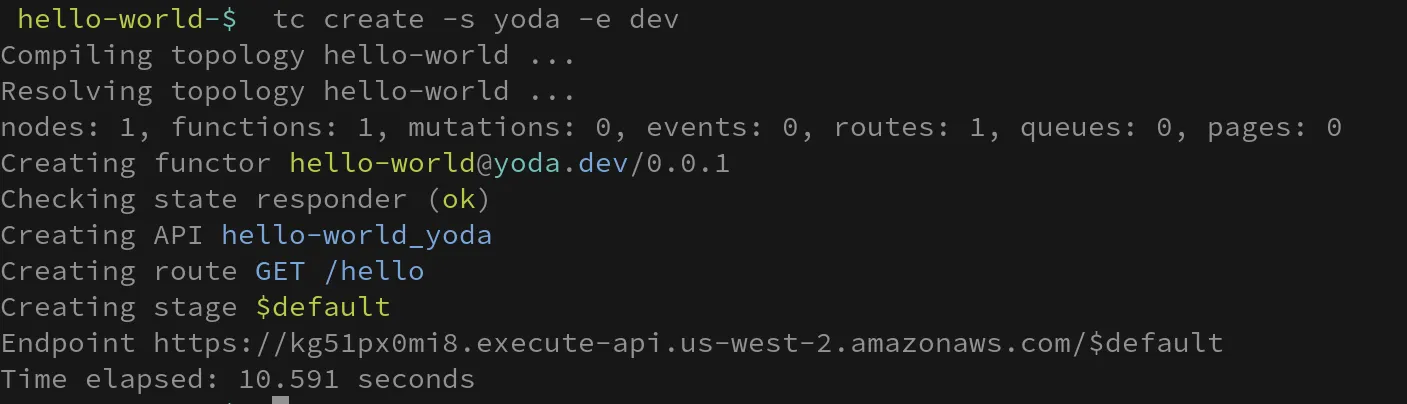 hello-world-$ tc create -s yoda -e dev
Compiling topology hello-world ...
Resolving topology hello-world ...
nodes: 1, functions: 1, mutations: 0, events: 0, routes: 1, queues: 0, pages: 0
Creating functor hello-world@yoda.dev/0.0.1
Checking state responder (ok)
Creating API hello-world_yoda
Creating route GET /hello
Creating stage $default
Endpoint https://kg51px0mi8.execute-api.us-west-2.amazonaws.com/$default
Time elapsed: 10.591 seconds